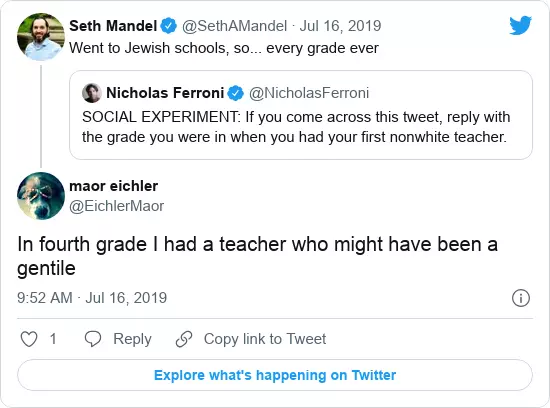 Seth Mandel @SethAMandel · Jul 16, 2019
Went to Jewish schools, so... every grade ever
Nicholas Ferroni @NicholasFerroni
SOCIAL EXPERIMENT: If you come across this tweet, reply with
the grade you were in when you had your first nonwhite teacher.
maor eichler
@EichlerMaor
In fourth grade I had a teacher who might have been a
gentile
9:52 AM · Jul 16, 2019
1 Reply Copy link to Tweet
Explore what's happening on Twitter